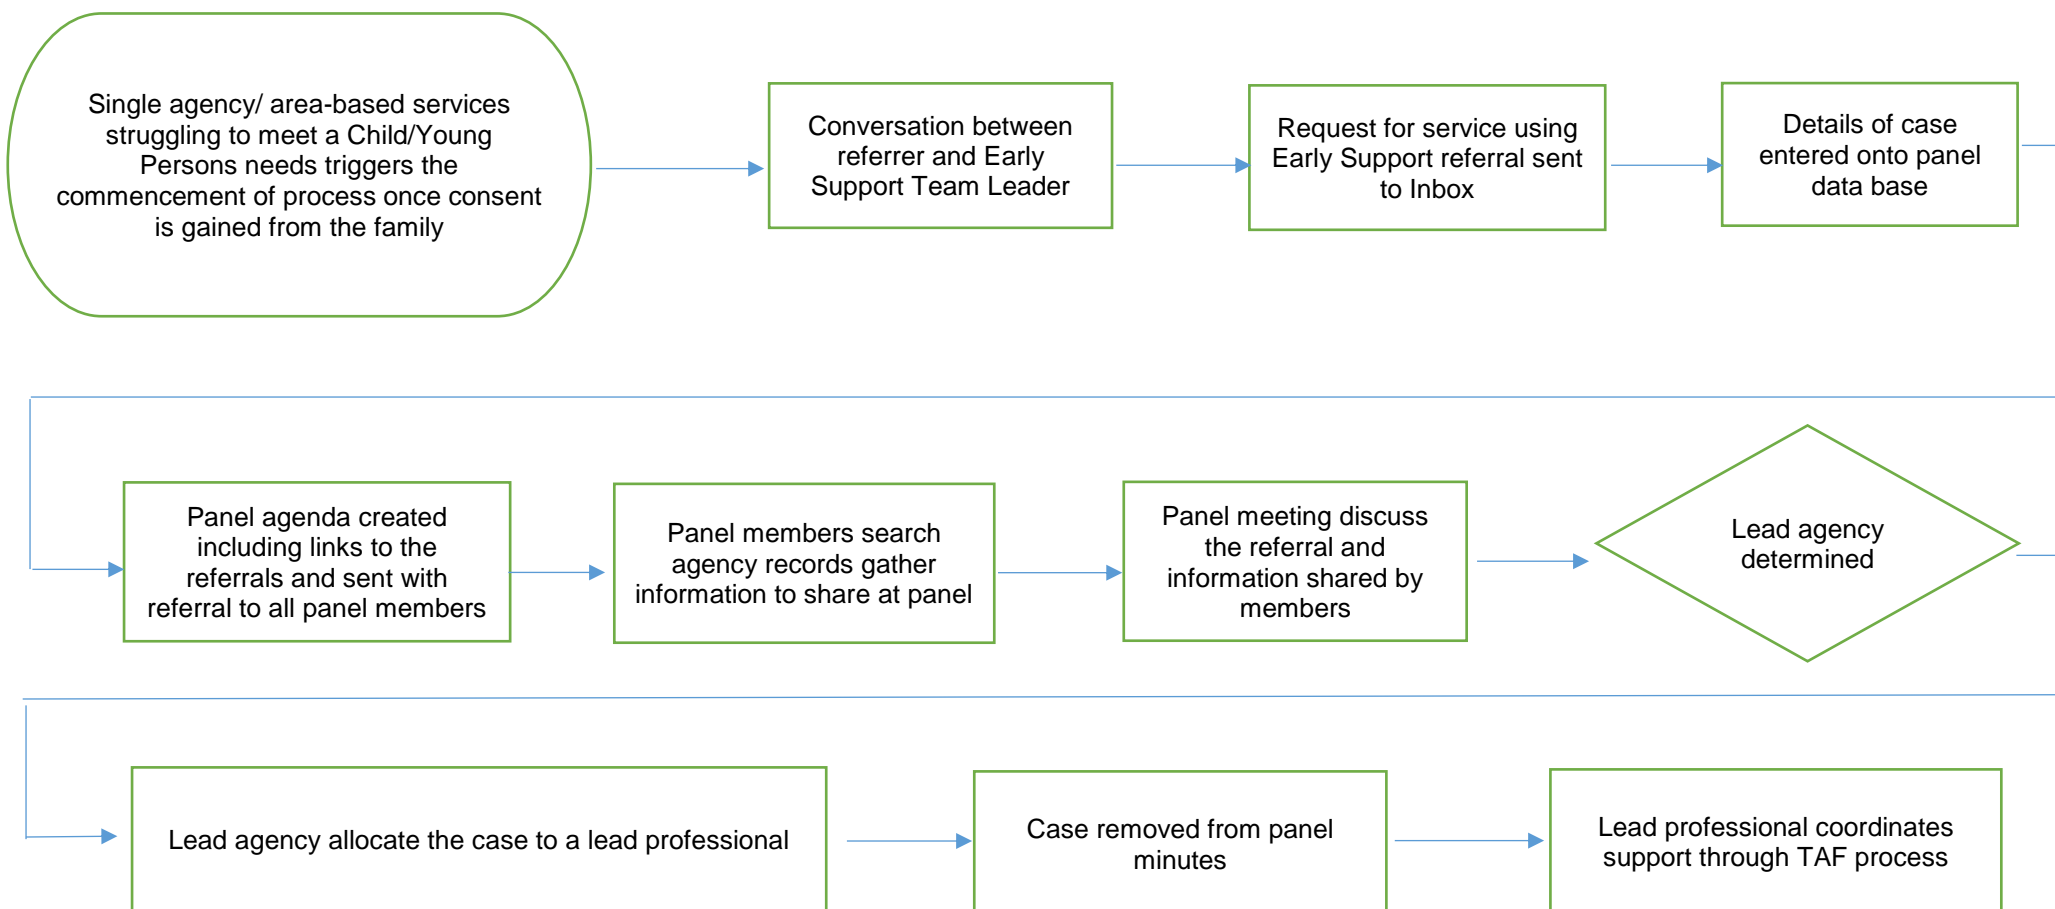 Single agency/ area-based services
struggling to meet a Child/Young
Persons needs triggers the
commencement of process once consent
is gained from the family
Conversation between
referrer and Early
Support Team Leader
Request for service using
Early Support referral sent
to Inbox
Details of case
entered onto panel
data base
Panel agenda created
including links to the
referrals and sent with
referral to all panel members
Panel members search
agency records gather
information to share at panel
Panel meeting discuss
the referral and
information shared by
members
Lead agency
determined
Lead agency allocate the case to a lead professional
Case removed from panel
minutes
Lead professional coordinates
support through TAF process